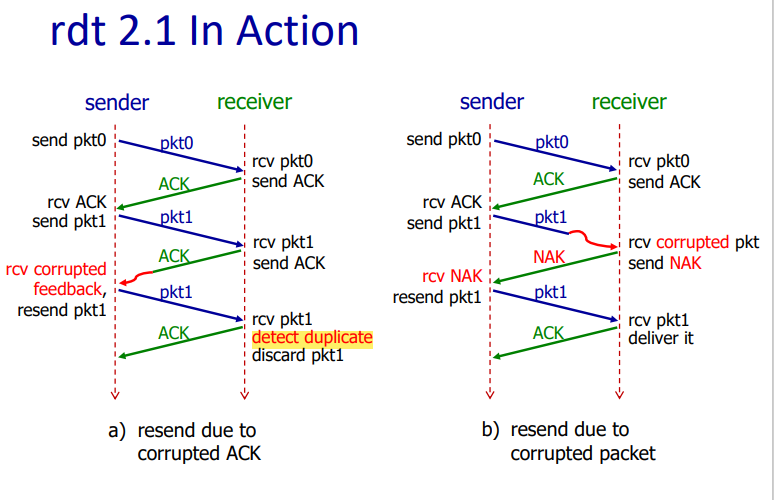 rdt 2.1 In Action
sender
receiver
send pkt0
pkt0
rcv pkt0
send ACK
ACK
rcv ACK
send pkt1
pkt1
rcv pkt1
send ACK
ACK
rcv corrupted
feedback,
resend pkt1
pkt1
rcv pkt1
detect duplicate
discard pkt1
ACK
a) resend due to
corrupted ACK
sender
receiver
send pkt0
pkt0
rcv pkt0
send ACK
ACK
rcv ACK
send pkt1
pkt1
rcv corrupted pkt
send NAK
NAK
rcv NAK
resend pkt1
pkt1
rcv pkt1
deliver it
ACK
b) resend due to
corrupted packet